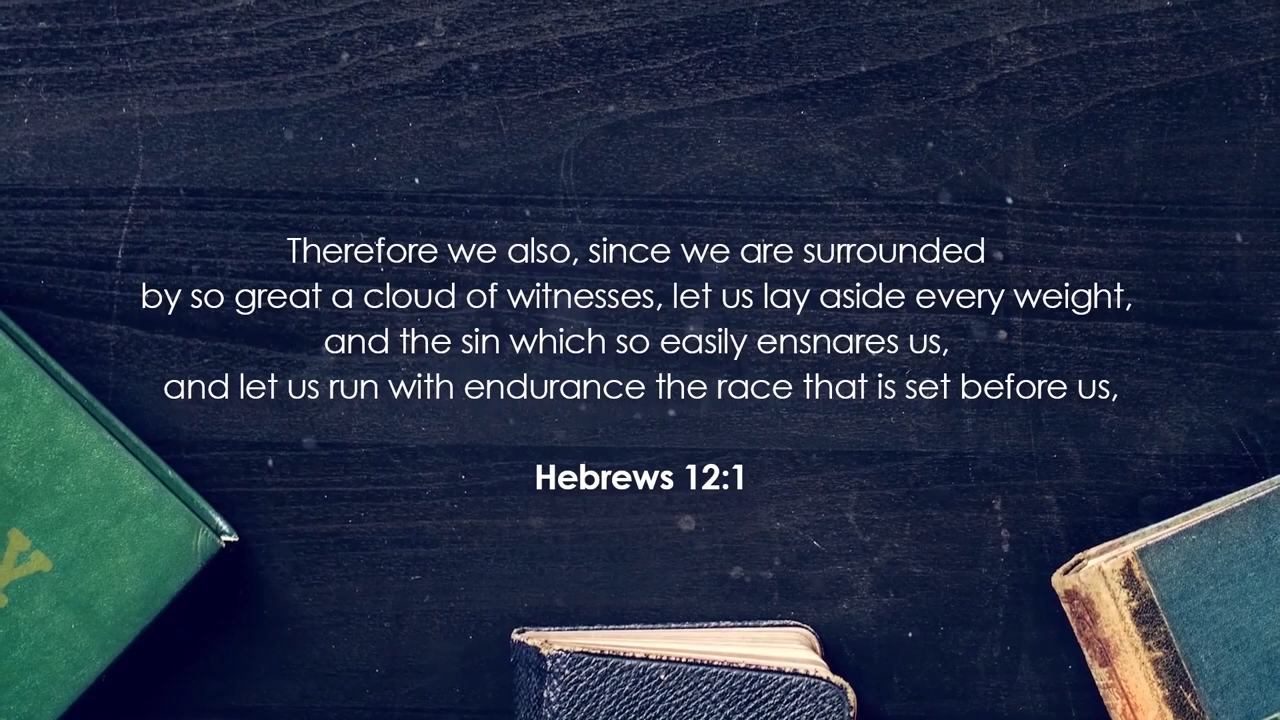 Therefore we also, since we are surrounded
by so great a cloud of witnesses, let us lay aside every weight,
and the sin which so easily ensnares us,
and let us run with endurance the race that is set before us,
Hebrews 12:1
Y